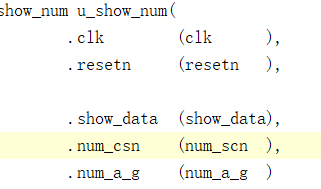 show_num u_show_num(
.clk (clk ),
.resetn (resetn ),
.show_data (show_data),
.num_csn (num_scn ),
.num_a_g (num_a_g )